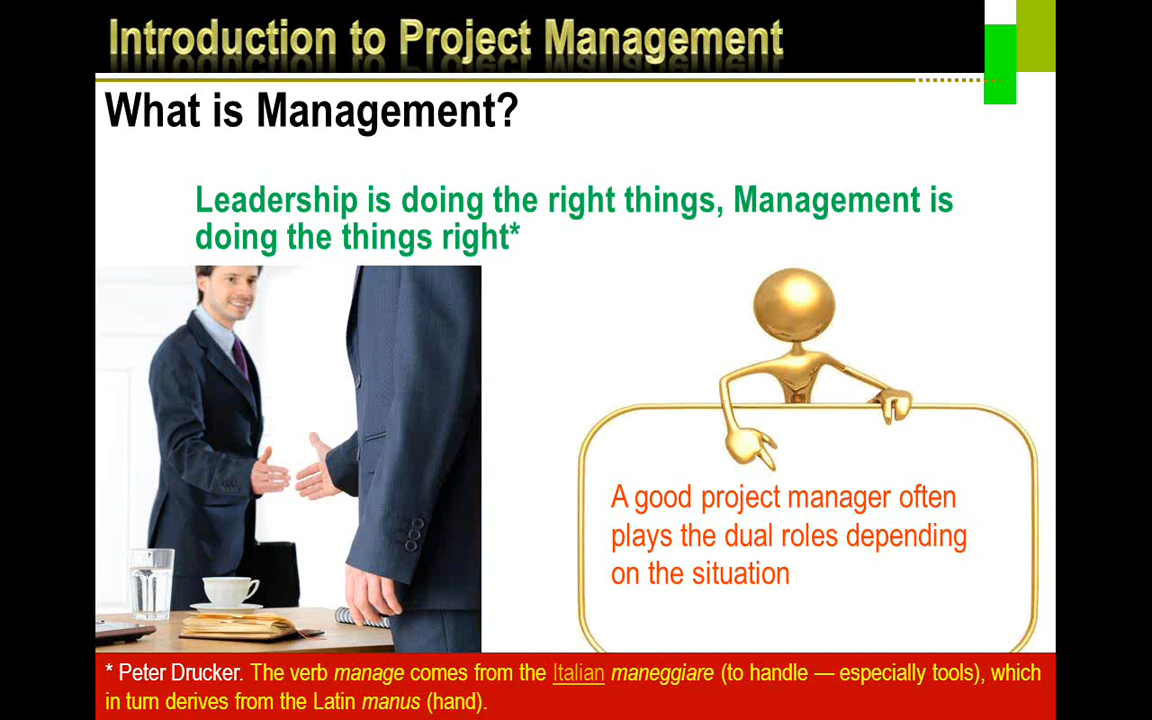 Introduction to Project Management
What is Management?
Leadership is doing the right things, Management is
doing the things right*
A good project manager often
plays the dual roles depending
on the situation
* Peter Drucker. The verb manage comes from the Italian maneggiare (to handle — especially tools), which
in turn derives from the Latin manus (hand).